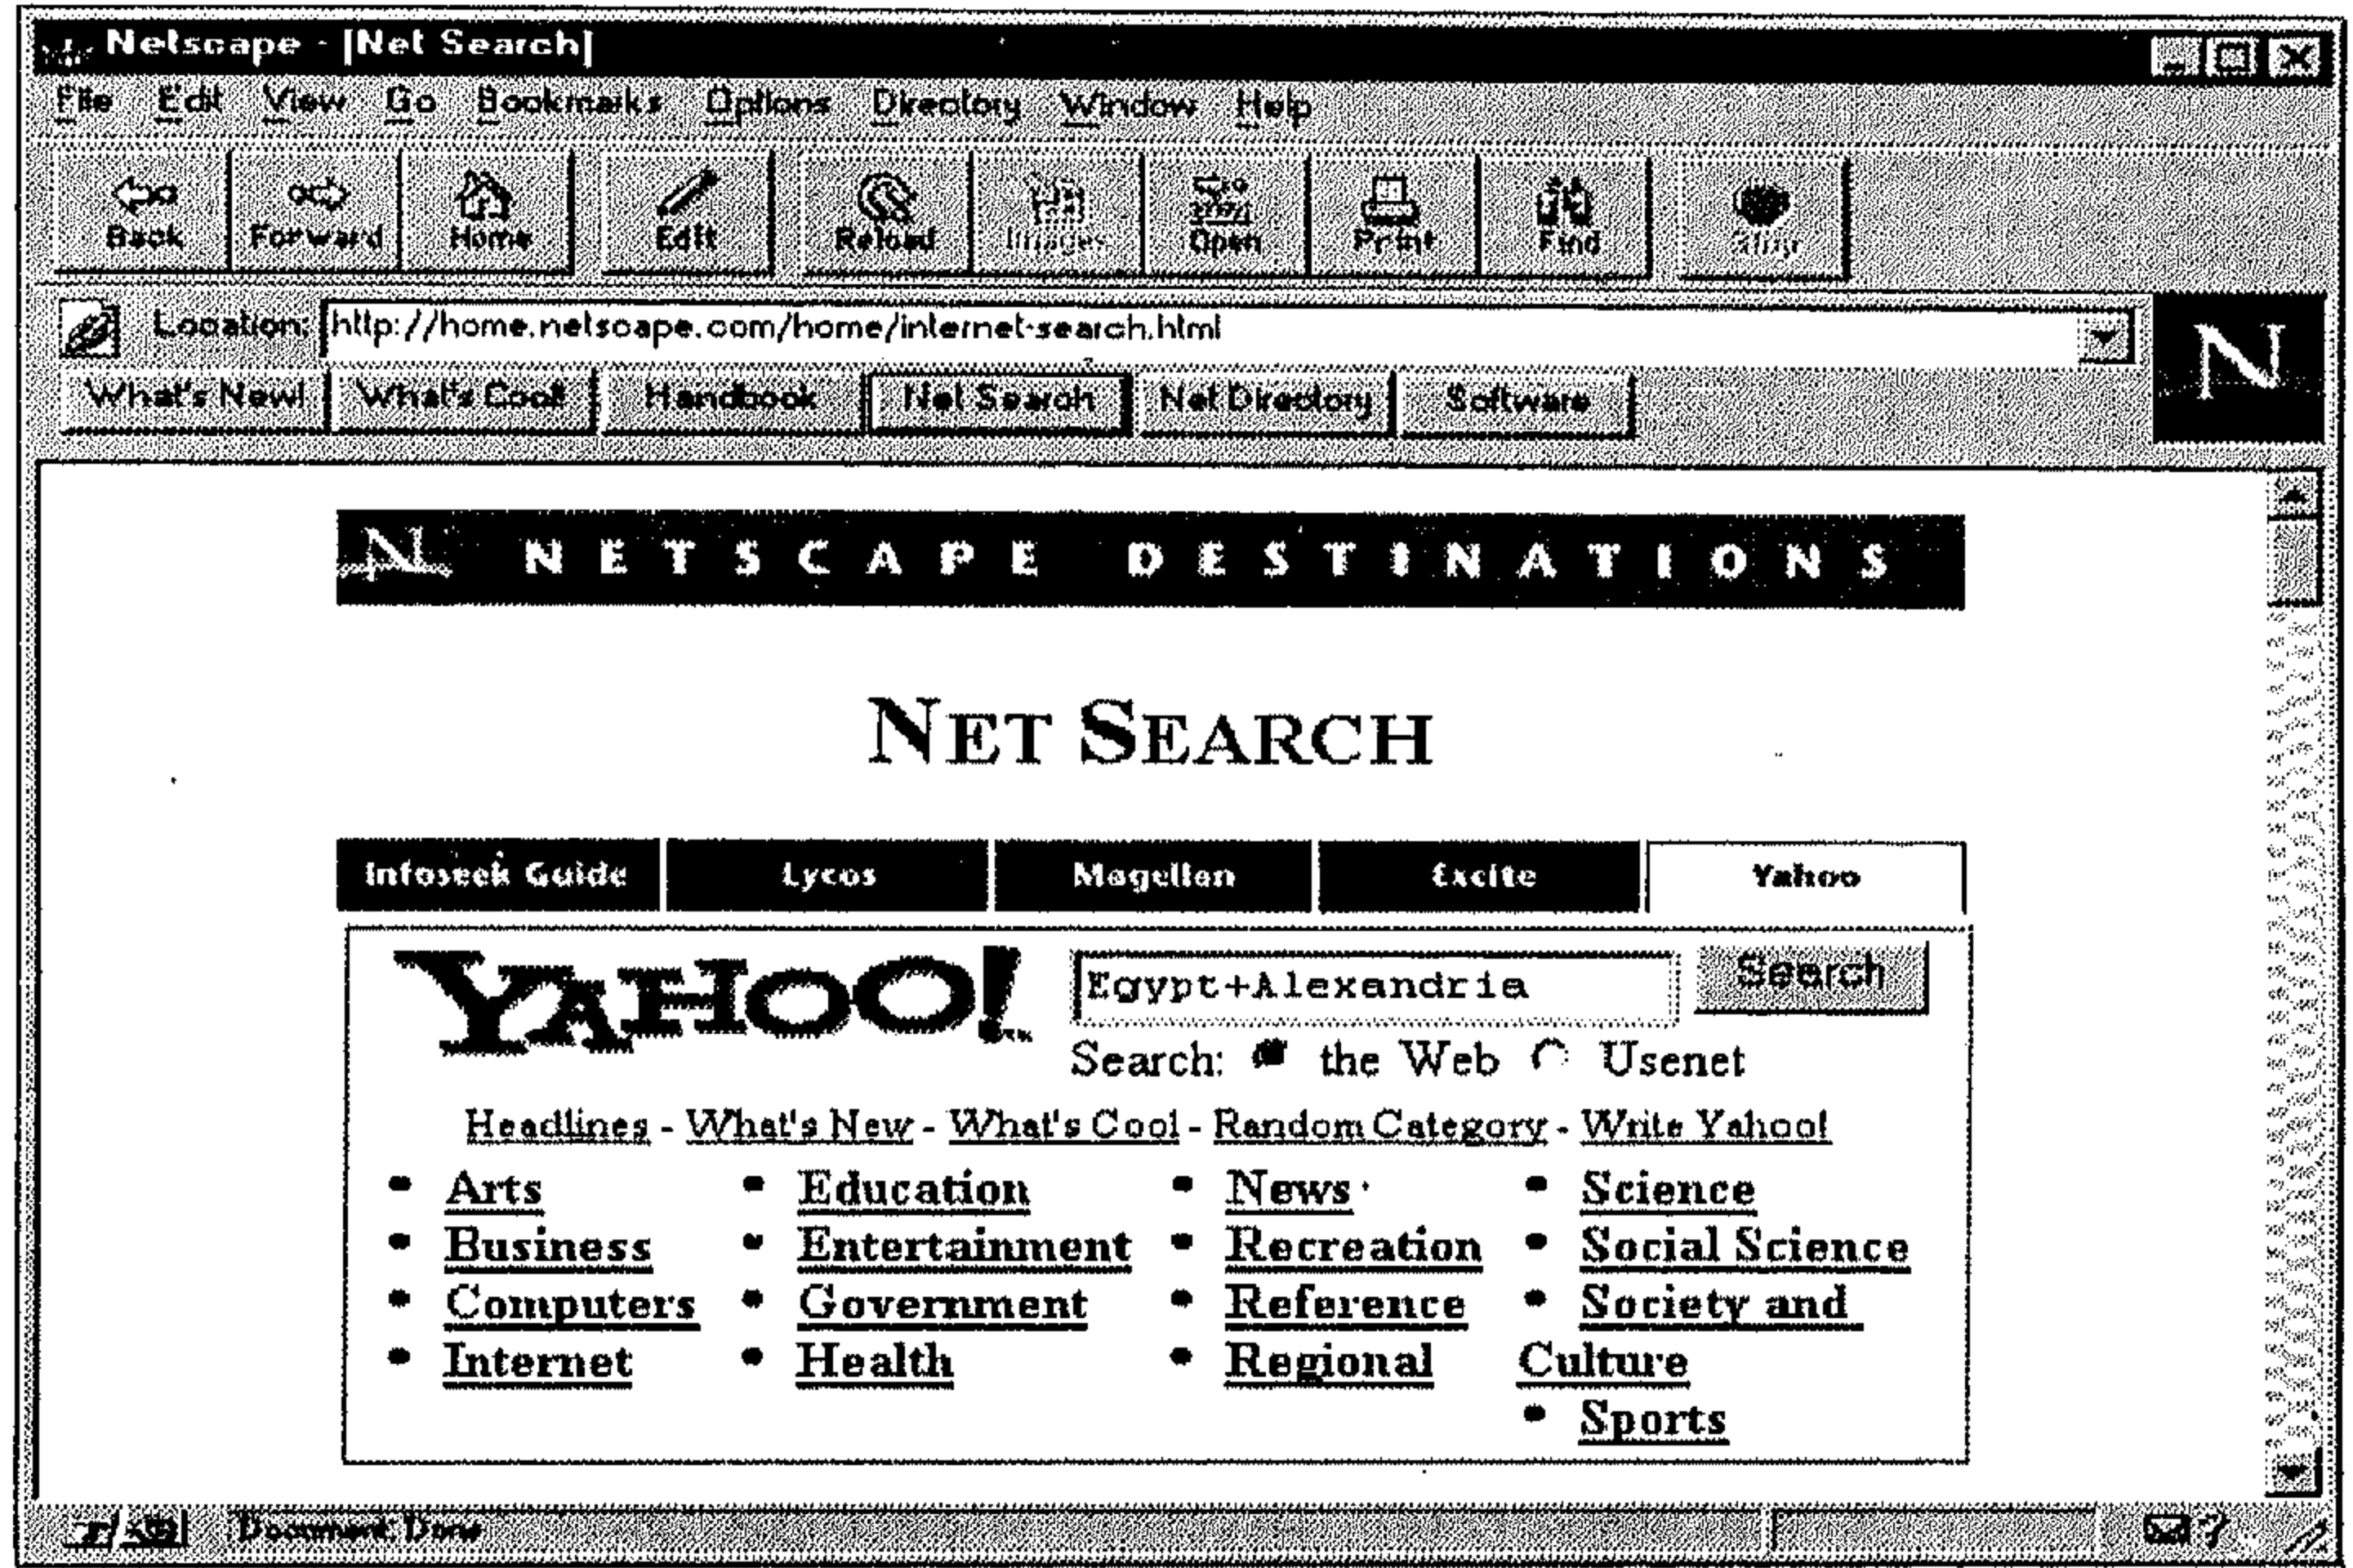 Netscape - [Net Search]
File Edit View Go Bookmarks Options Directory Window Help
Back Forward Home Edit Reload Images Open Print Find Stop
Location: http://home.netscape.com/home/internet-search.html
N
What's New! What's Cool! Handbook Net Search Net Directory Software
N NETSCAPE DESTINATIONS
NET SEARCH
Infoseek Guide Lycos Magellan Excite Yahoo
YAHOO! Egypt+Alexandria Search
Search: the Web Usenet
Headlines - What's New - What's Cool - Random Category - Write Yahoo!
• Arts • Education • News • Science
• Business • Entertainment • Recreation • Social Science
• Computers • Government • Reference • Society and
• Internet • Health • Regional Culture
• Sports
Document: Done